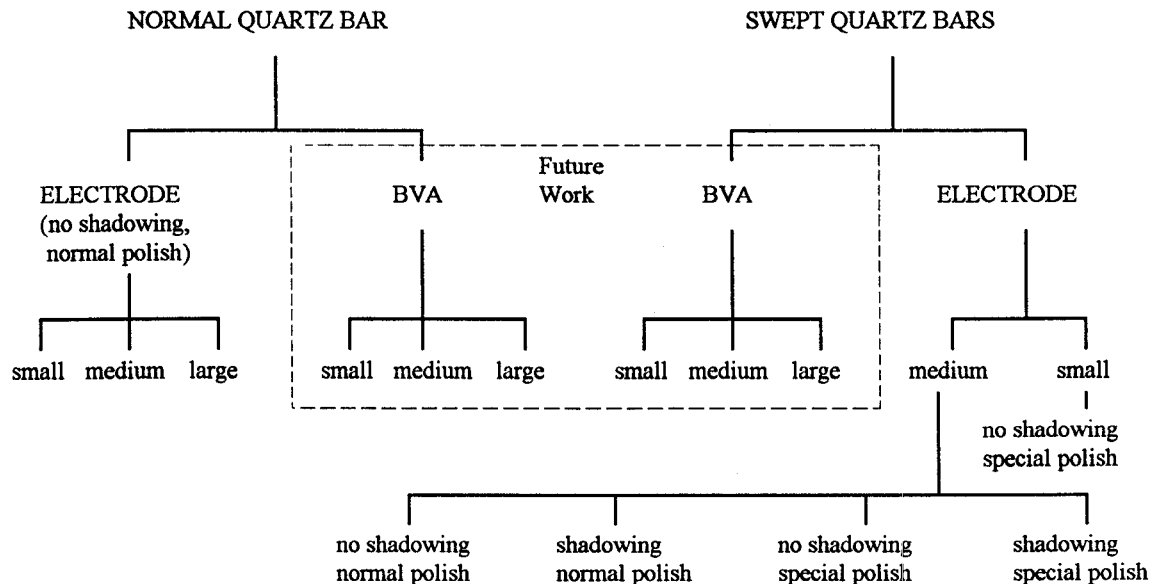 NORMAL QUARTZ BAR
SWEPT QUARTZ BARS
Future
Work
ELECTRODE
(no shadowing,
normal polish)
BVA
BVA
ELECTRODE
small medium large
small medium large
small medium large
medium small
no shadowing
special polish
no shadowing
normal polish
shadowing
normal polish
no shadowing
special polish
shadowing
special polish